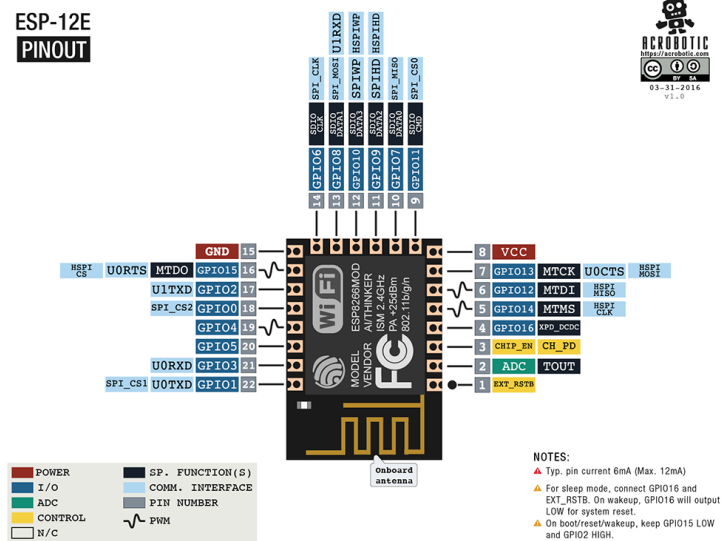 ESP-12E
PINOUT
ACROBOTIC
https://acrobotic.com
CC BY SA
03-31-2016
v1.0
SPI_CLK
SDIO CLK
GPIO6
14
U1RXD
SPI_MOSI
SDIO DATA1
GPIO8
13
HSPIWP
SPIWP
SDIO DATA3
GPIO10
12
HSPIHD
SPIHD
SDIO DATA2
GPIO9
11
SPI_MISO
SDIO DATA0
GPIO7
10
SPI_CS0
SDIO CMD
GPIO11
9
GND 15
HSPI CS U0RTS MTDO GPIO15 16
U1TXD GPIO2 17
SPI_CS2 GPIO0 18
GPIO4 19
GPIO5 20
U0RXD GPIO3 21
SPI_CS1 U0TXD GPIO1 22
WiFi
MODEL ESP8266MOD
VENDOR AI/THINKER
ISM 2.4GHz
PA +25dBm
802.11b/g/n
FC
8 VCC
7 GPIO13 MTCK U0CTS HSPI MOSI
6 GPIO12 MTDI HSPI MISO
5 GPIO14 MTMS HSPI CLK
4 GPIO16 XPD_DCDC
3 CHIP_EN CH_PD
2 ADC TOUT
1 EXT_RSTB
Onboard
antenna
POWER
I/O
ADC
CONTROL
N/C
SP. FUNCTION(S)
COMM. INTERFACE
PIN NUMBER
PWM
NOTES:
Typ. pin current 6mA (Max. 12mA)
For sleep mode, connect GPIO16 and
EXT_RSTB. On wakeup, GPIO16 will output
LOW for system reset.
On boot/reset/wakeup, keep GPIO15 LOW
and GPIO2 HIGH.